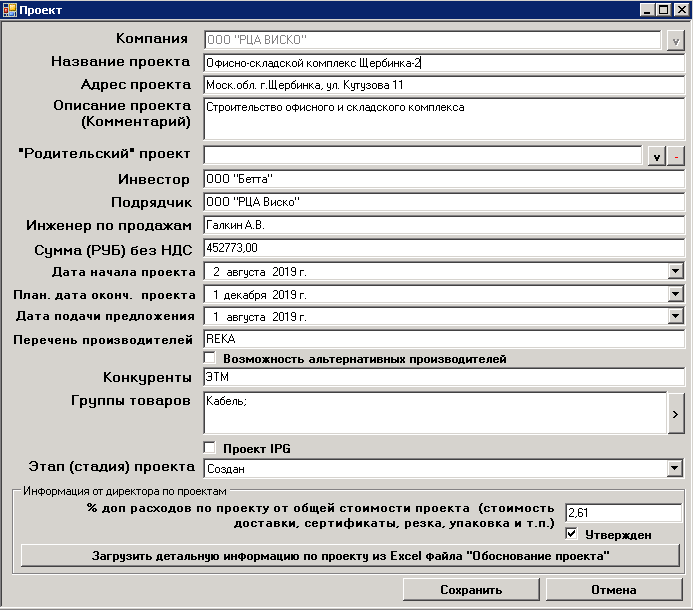 Проект
Компания ООО "РЦА ВИСКО" v
Название проекта Офисно-складской комплекс Щербинка-2
Адрес проекта Моск.обл. г.Щербинка, ул. Кутузова 11
Описание проекта Строительство офисного и складского комплекса
(Комментарий)
"Родительский" проект v -
Инвестор ООО "Бетта"
Подрядчик ООО "РЦА Виско"
Инженер по продажам Галкин А.В.
Сумма (РУБ) без НДС 452773,00
Дата начала проекта 2 августа 2019 г.
План. дата оконч. проекта 1 декабря 2019 г.
Дата подачи предложения 1 августа 2019 г.
Перечень производителей REKA
Возможность альтернативных производителей
Конкуренты ЭТМ
Группы товаров Кабель; >
Проект IPG
Этап (стадия) проекта Создан
Информация от директора по проектам
% доп расходов по проекту от общей стоимости проекта (стоимость
доставки, сертификаты, резка, упаковка и т.п.) 2,61
Утвержден
Загрузить детальную информацию по проекту из Excel файла "Обоснование проекта"
Сохранить Отмена